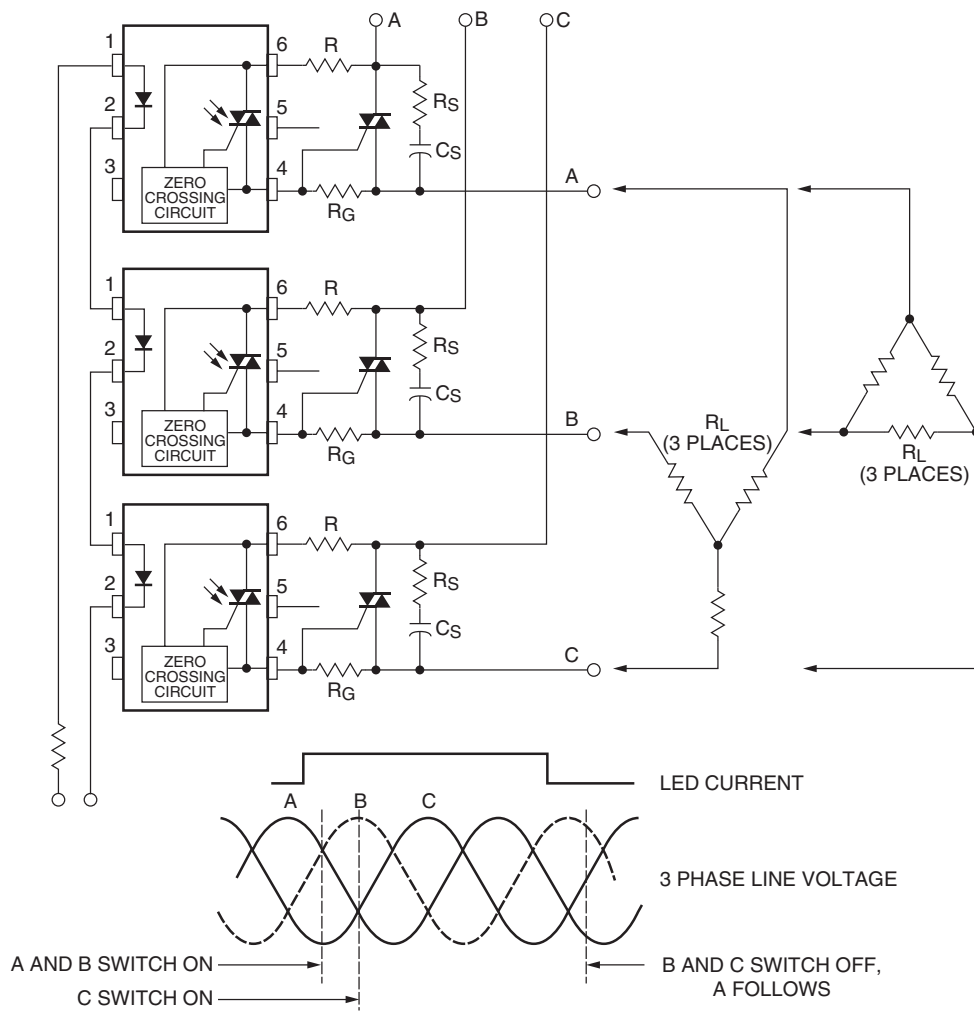 A
B
C
1
6
R
2
5
RS
CS
3
4
ZERO
CROSSING
CIRCUIT
RG
A
1
6
R
2
5
RS
CS
3
4
ZERO
CROSSING
CIRCUIT
RG
B
RL
(3 PLACES)
RL
(3 PLACES)
1
6
R
2
5
RS
CS
3
4
ZERO
CROSSING
CIRCUIT
RG
C
LED CURRENT
A
B
C
3 PHASE LINE VOLTAGE
A AND B SWITCH ON
C SWITCH ON
B AND C SWITCH OFF,
A FOLLOWS